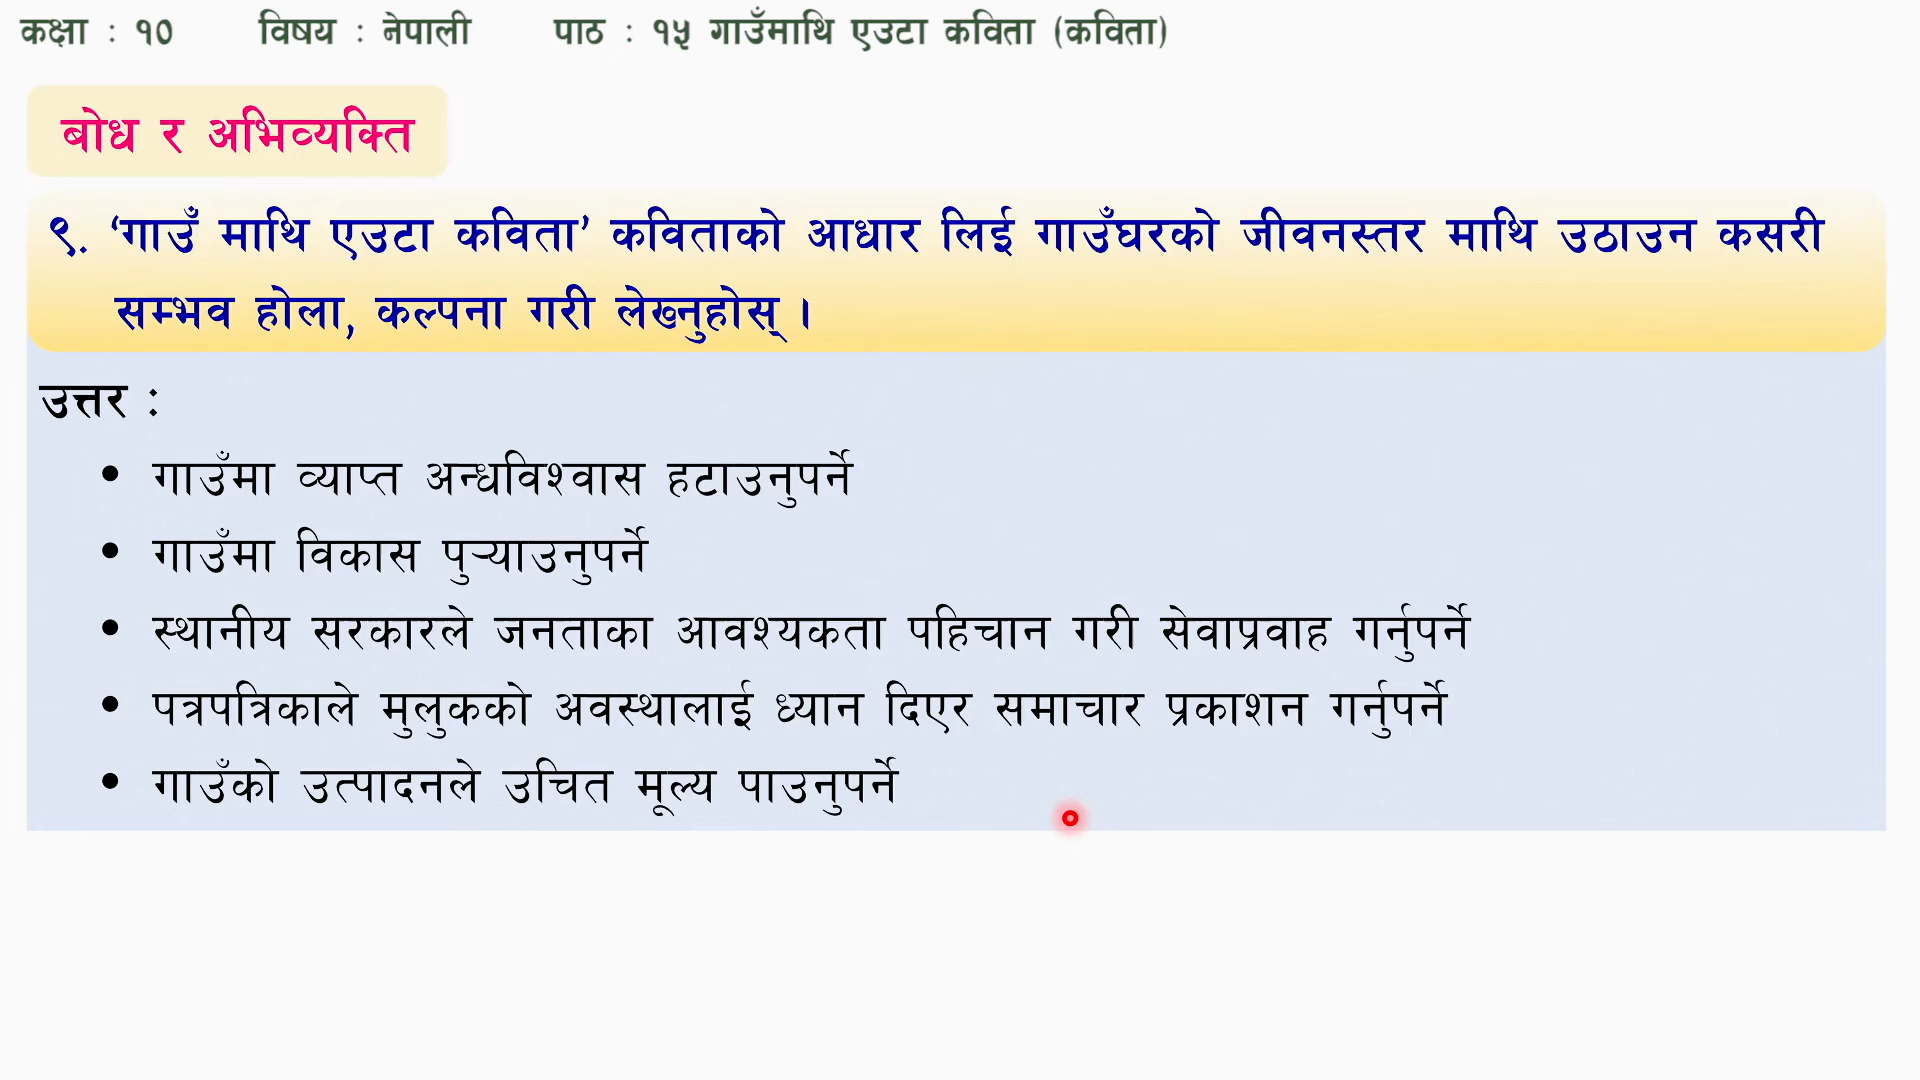 कक्षा : १० विषय : नेपाली पाठ : १५ गाउँमाथि एउटा कविता (कविता)
बोध र अभिव्यक्ति
९. ‘गाउँ माथि एउटा कविता’ कविताको आधार लिई गाउँघरको जीवनस्तर माथि उठाउन कसरी
सम्भव होला, कल्पना गरी लेख्नुहोस् ।
उत्तर :
• गाउँमा व्याप्त अन्धविश्वास हटाउनुपर्ने
• गाउँमा विकास पुऱ्याउनुपर्ने
• स्थानीय सरकारले जनताका आवश्यकता पहिचान गरी सेवाप्रवाह गर्नुपर्ने
• पत्रपत्रिकाले मुलुकको अवस्थालाई ध्यान दिएर समाचार प्रकाशन गर्नुपर्ने
• गाउँको उत्पादनले उचित मूल्य पाउनुपर्ने